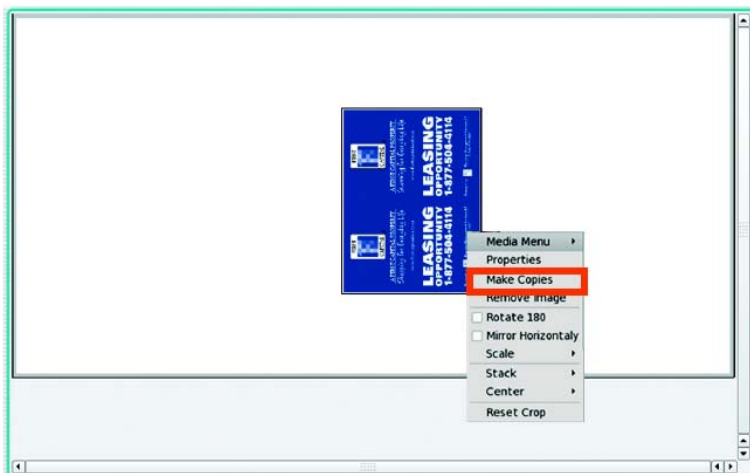 LEASING
OPPORTUNITY
1-877-504-4114
LEASING
OPPORTUNITY
1-877-504-4114
Media Menu
Properties
Make Copies
Remove Image
Rotate 180
Mirror Horizontaly
Scale
Stack
Center
Reset Crop